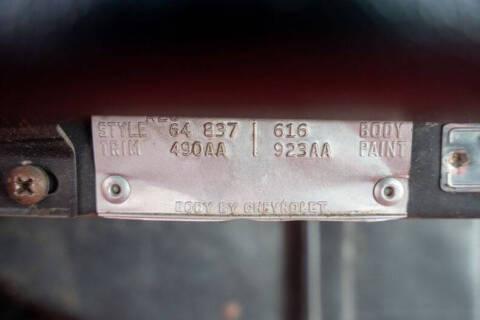 STYLE 64 837 | 616 BODY
TRIM 490AA | 923AA PAINT
BODY BY CHEVROLET